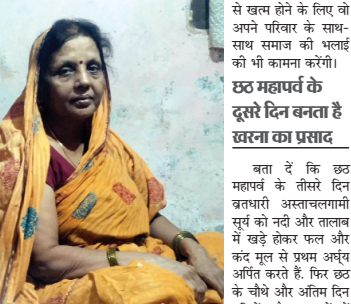 से खत्म होने के लिए वो
अपने परिवार के साथ-
साथ समाज की भलाई
की भी कामना करेंगी।
छठ महापर्व के
दूसरे दिन बनता है
खरना का प्रसाद
बता दें कि छठ
महापर्व के तीसरे दिन
व्रतधारी अस्ताचलगामी
सूर्य को नदी और तालाब
में खड़े होकर फल और
कंद मूल से प्रथम अर्घ्य
अर्पित करते हैं. फिर छठ
के चौथे और अंतिम दिन